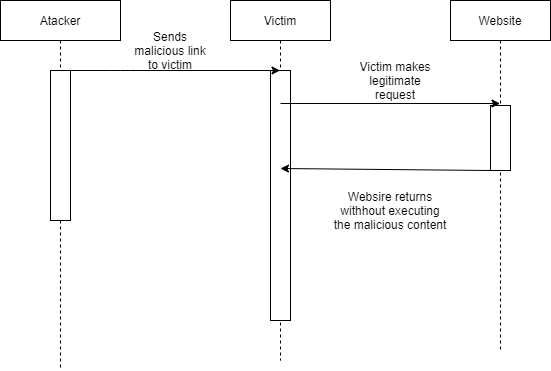 Atacker
Victim
Website
Sends
malicious link
to victim
Victim makes
legitimate
request
Websire returns
withhout executing
the malicious content